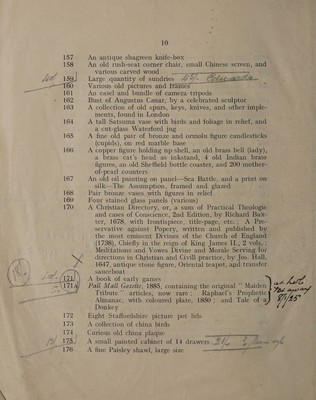 10
157 An antique shagreen knife-box
158 An old rush-seat corner chair, small Chinese screen, and
various carved wood
159 Large quantity of sundries
160 Various old pictures and frames
161 An easel and bundle of camera tripods
162 Bust of Augustus Cæsar, by a celebrated sculptor
163 A collection of old spurs, keys, knives, and other imple-
ments, found in London
164 A tall Satsuma vase with birds and foliage in relief, and
a cut-glass Waterford jug
165 A fine old pair of bronze and ormolu figure candlesticks
(cupids), on red marble base
166 A copper figure holding up shell, an old brass bell (lady),
a brass cat's head as inkstand, 4 old Indian brass
figures, an old Sheffield bottle coaster, and 200 mother-
of-pearl counters
167 An old oil painting on panel—Sea Battle, and a print on
silk—The Assumption, framed and glazed
168 Pair bronze vases with figures in relief
169 Four stained glass panels (various)
170 A Christian Directory, or, a sum of Practical Theologie
and cases of Conscience, 2nd Edition, by Richard Bax-
ter, 1678, with frontispiece, title-page, etc. : A Pre-
servative against Popery, written and published by
the most eminent Divines of the Church of England
(1738), Chiefly in the reign of King James II., 2 vols. ;
Meditations and Vowes Divine and Morale Serving for
directions in Christian and Civill practice, by Jos. Hall,
1647, antique stone figure, Oriental teapot, and transfer
sauceboat
171 A book of early games
171A Pall Mall Gazette, 1885, containing the original "Maiden
Tribute" articles, now rare ; Raphael's Prophetic
Almanac, with coloured plate, 1850 ; and Tale of a
Donkey
172 Eight Staffordshire picture pot lids
173 A collection of china birds
174 Curious old china plaque
175 A small painted cabinet of 14 drawers
176 A fine Paisley shawl, large size